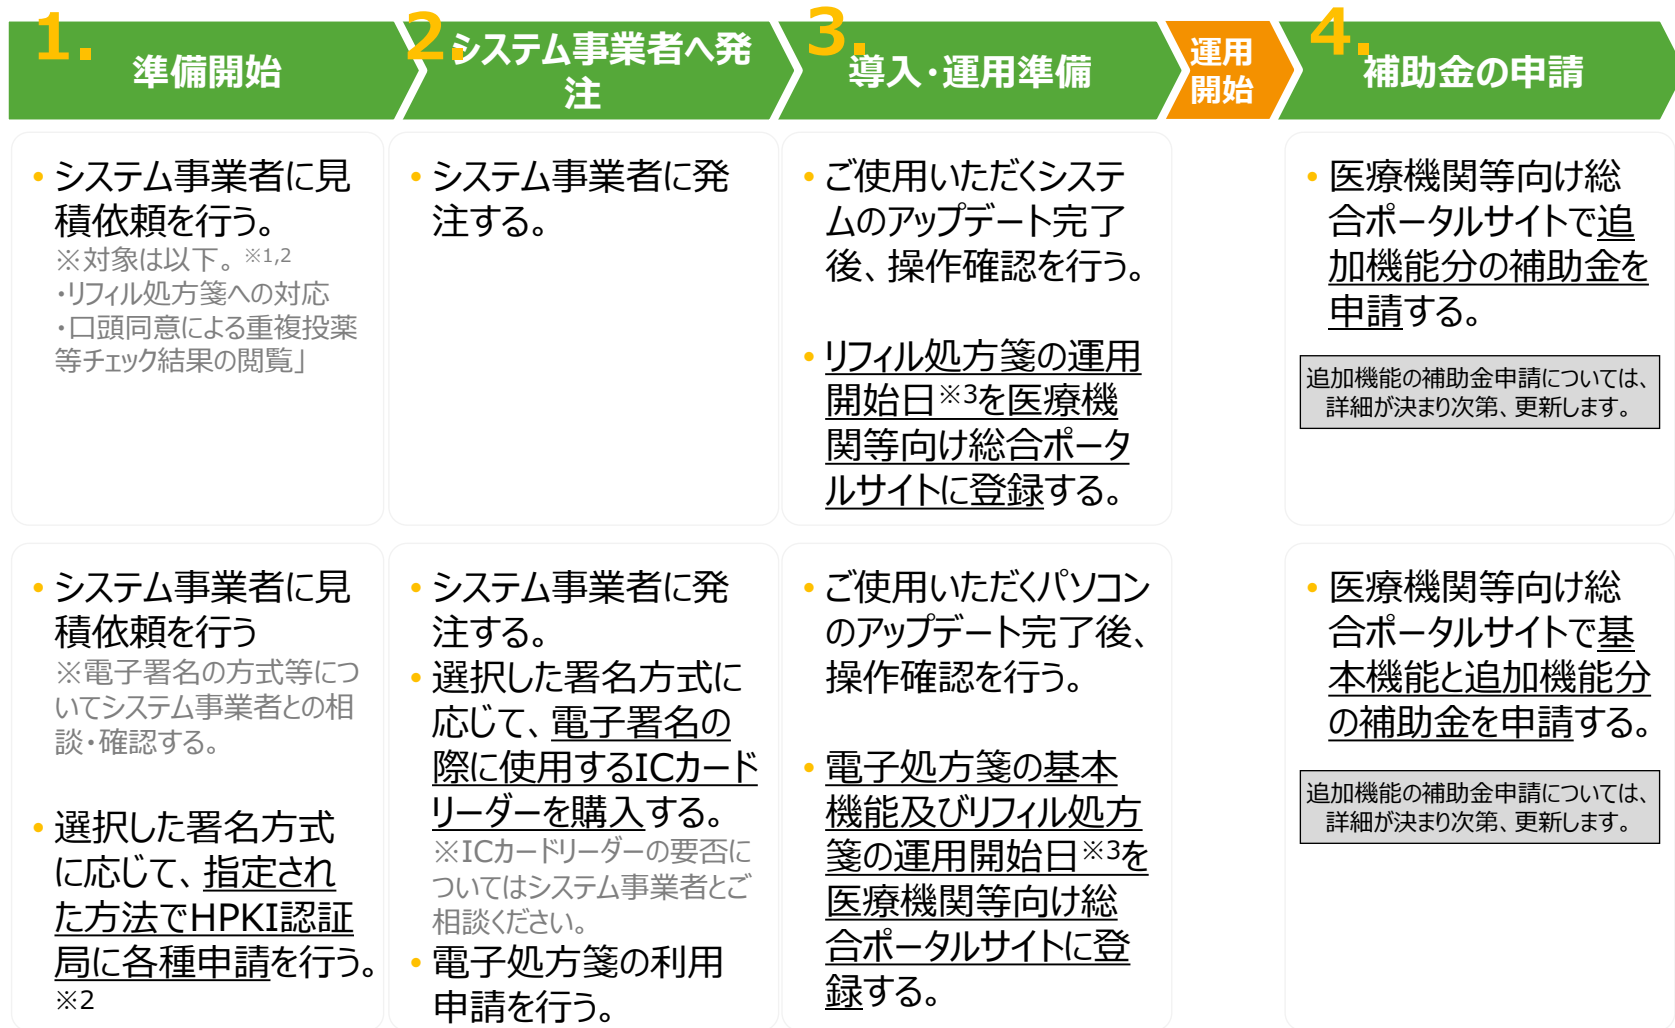 1.
準備開始
2.
システム事業者へ発
注
3.
導入・運用準備
運用
開始
4.
補助金の申請
• システム事業者に見
積依頼を行う。
※対象は以下。※1,2
・リフィル処方箋への対応
・口頭同意による重複投薬
等チェック結果の閲覧」
• システム事業者に発
注する。
• ご使用いただくシステ
ムのアップデート完了
後、操作確認を行う。
• リフィル処方箋の運用
開始日※3を医療機
関等向け総合ポータ
ルサイトに登録する。
• 医療機関等向け総
合ポータルサイトで追
加機能分の補助金を
申請する。
追加機能の補助金申請については、
詳細が決まり次第、更新します。
• システム事業者に見
積依頼を行う
※電子署名の方式等につ
いてシステム事業者との相
談・確認する。
• 選択した署名方式
に応じて、指定され
た方法でHPKI認証
局に各種申請を行う。
※2
• システム事業者に発
注する。
• 選択した署名方式に
応じて、電子署名の
際に使用するICカード
リーダーを購入する。
※ICカードリーダーの要否に
ついてはシステム事業者とご
相談ください。
• 電子処方箋の利用
申請を行う。
• ご使用いただくパソコン
のアップデート完了後、
操作確認を行う。
• 電子処方箋の基本
機能及びリフィル処方
箋の運用開始日※3を
医療機関等向け総
合ポータルサイトに登
録する。
• 医療機関等向け総
合ポータルサイトで基
本機能と追加機能分
の補助金を申請する。
追加機能の補助金申請については、
詳細が決まり次第、更新します。